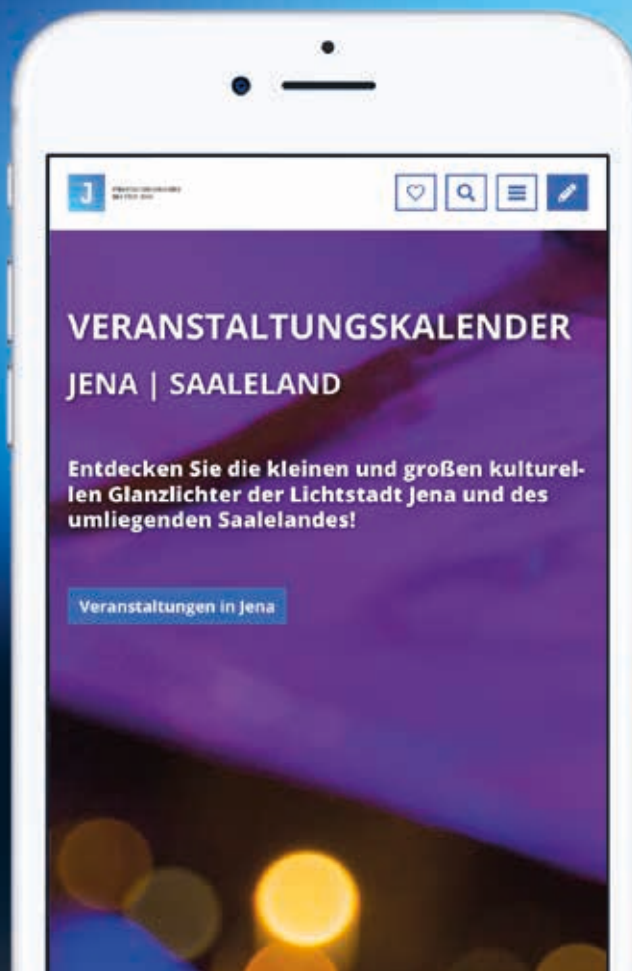 J
VERANSTALTUNGSKALENDER
JENA | SAALELAND
Entdecken Sie die kleinen und großen kulturel-
len Glanzlichter der Lichtstadt Jena und des
umliegenden Saalelandes!
Veranstaltungen in Jena